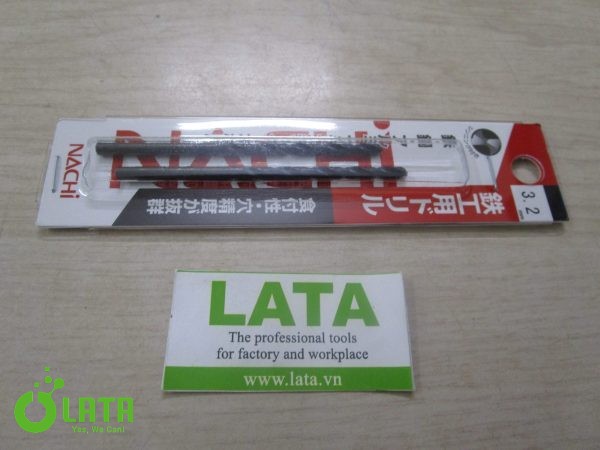 NACHi
NACHi
3.2
鉄工用ドリル
食付性・穴精度が抜群
LATA
The professional tools
for factory and workplace
www.lata.vn
LATA
Yes, We Can!